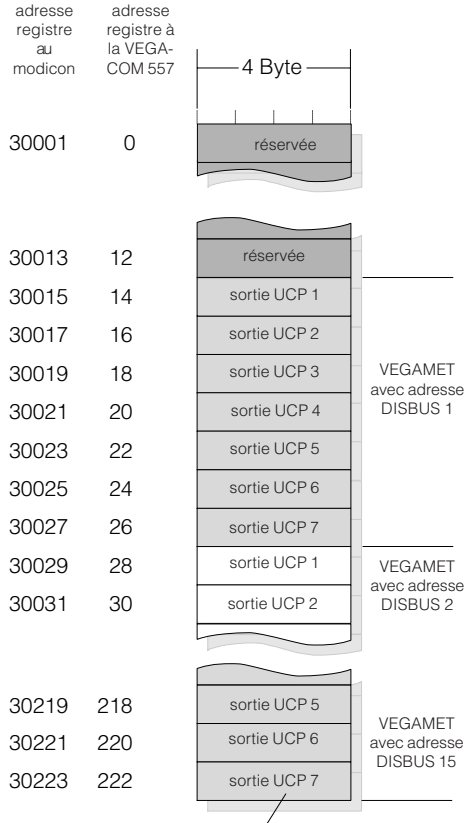 adresse registre au modicon
adresse registre à la VEGA-COM 557
4 Byte
30001 0 réservée
30013 12 réservée
30015 14 sortie UCP 1
30017 16 sortie UCP 2
30019 18 sortie UCP 3
30021 20 sortie UCP 4
30023 22 sortie UCP 5
30025 24 sortie UCP 6
30027 26 sortie UCP 7
VEGAMET
avec adresse
DISBUS 1
30029 28 sortie UCP 1
30031 30 sortie UCP 2
VEGAMET
avec adresse
DISBUS 2
30219 218 sortie UCP 5
30221 220 sortie UCP 6
30223 222 sortie UCP 7
VEGAMET
avec adresse
DISBUS 15